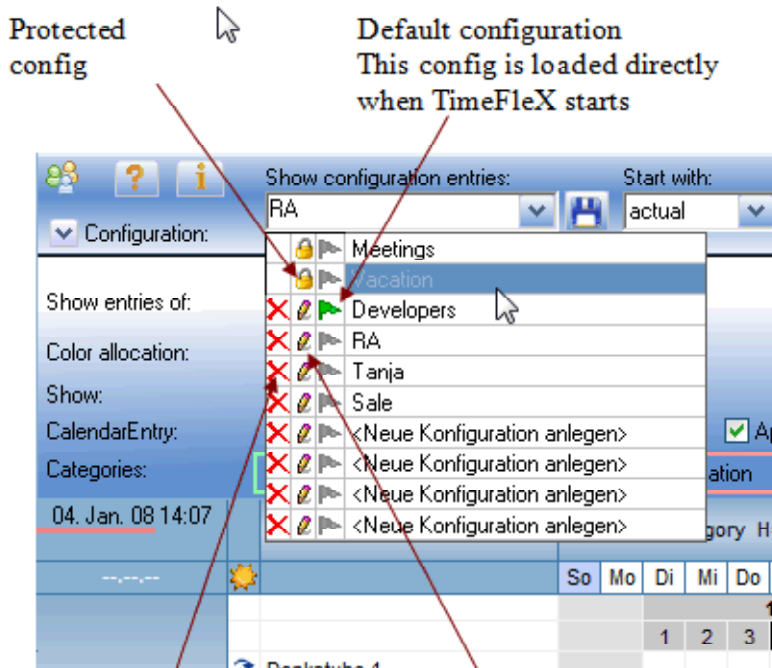 Protected
config
Default configuration
This config is loaded directly
when TimeFleX starts
Show configuration entries:
Start with:
RA
actual
Configuration:
Meetings
Vacation
Show entries of:
Developers
RA
Color allocation:
Tanja
Show:
Sale
CalendarEntry:
<Neue Konfiguration anlegen>
Categories:
<Neue Konfiguration anlegen>
<Neue Konfiguration anlegen>
04. Jan. 08 14:07
<Neue Konfiguration anlegen>
--.--.--
So Mo Di Mi Do
1 2 3